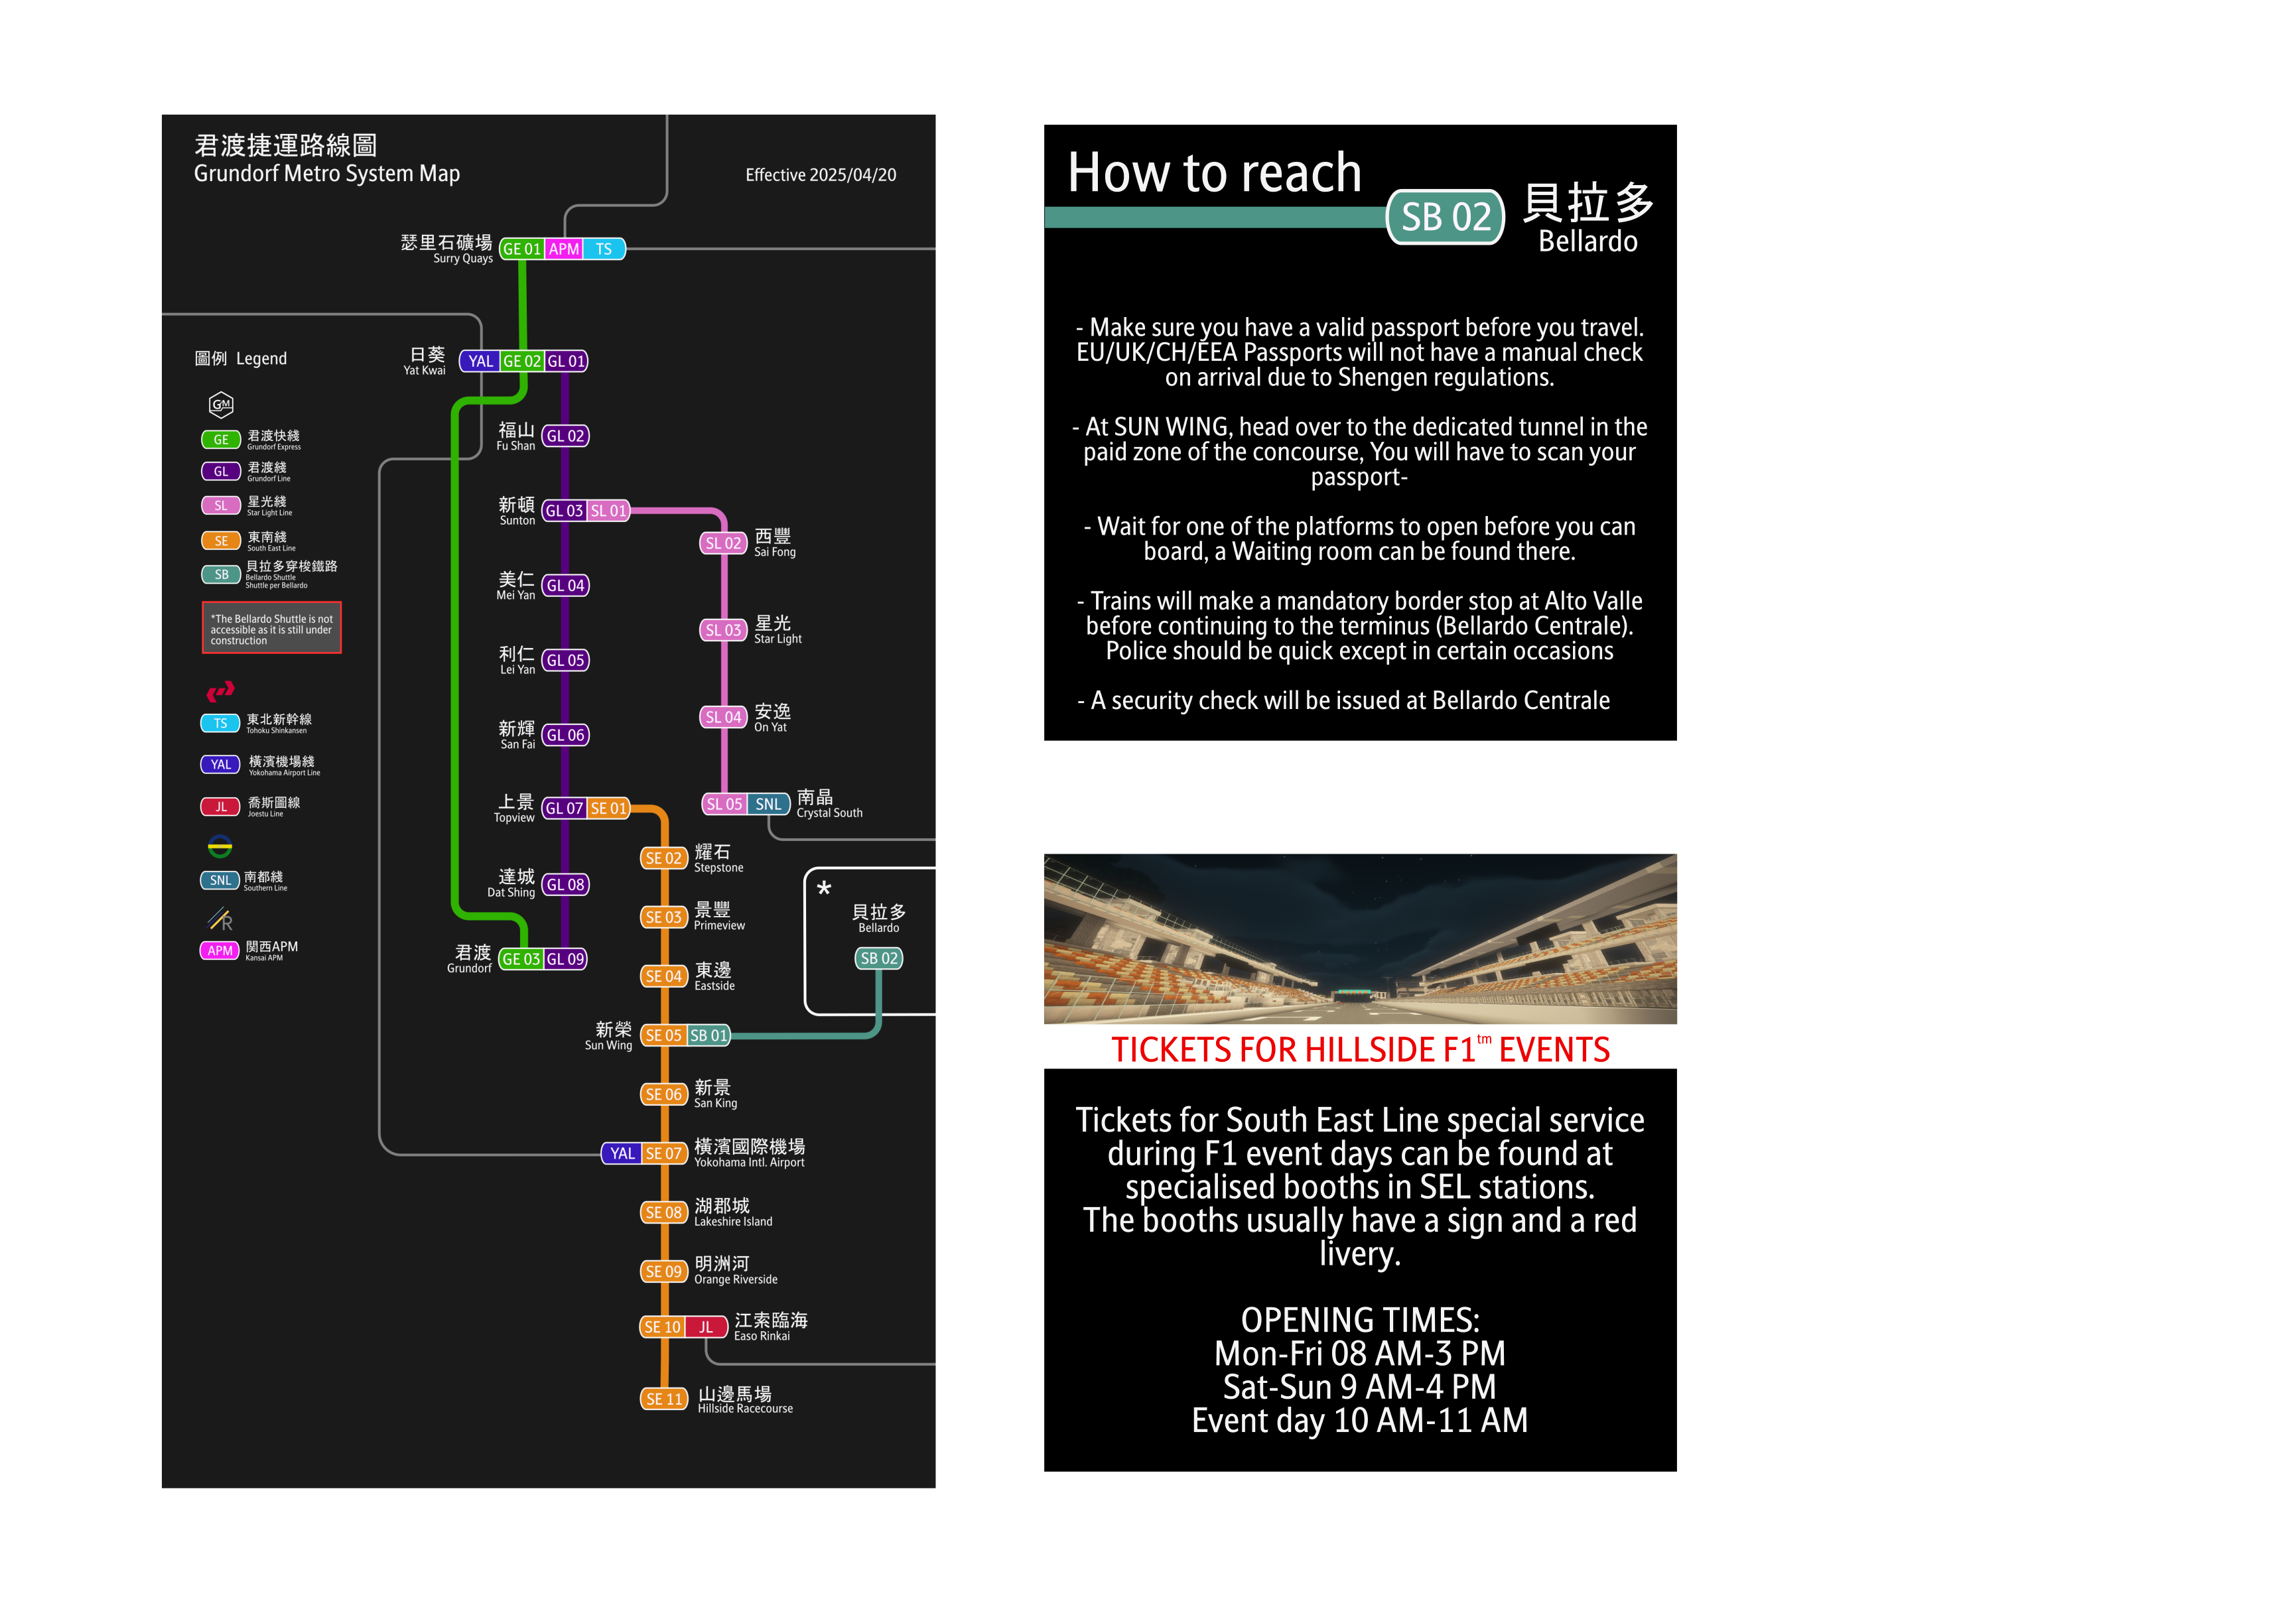 君渡捷運路線圖
Grundorf Metro System Map
Effective 2025/04/20
瑟里石礦場
Surry Quays
GE 01 APM TS
日葵
Yat Kwai
YAL GE 02 GL 01
圖例 Legend
GM
GE 君渡快綫
Grundorf Express
GL 君渡綫
Grundorf Line
SL 星光綫
Star Light Line
SE 東南綫
South East Line
SB 貝拉多穿梭鐵路
Bellardo Shuttle
Shuttle per Bellardo
*The Bellardo Shuttle is not
accessible as it is still under
construction
TS 東北新幹線
Tohoku Shinkansen
YAL 橫濱機場綫
Yokohama Airport Line
JL 喬斯圖線
Joestu Line
SNL 南都綫
Southern Line
R
APM 関西APM
Kansai APM
福山
Fu Shan
GL 02
新頓
Sunton
GL 03 SL 01
美仁
Mei Yan
GL 04
利仁
Lei Yan
GL 05
新輝
San Fai
GL 06
上景
Topview
GL 07 SE 01
達城
Dat Shing
GL 08
君渡
Grundorf
GE 03 GL 09
SL 02 西豐
Sai Fong
SL 03 星光
Star Light
SL 04 安逸
On Yat
SL 05 SNL 南晶
Crystal South
SE 02 耀石
Stepstone
SE 03 景豐
Primeview
SE 04 東邊
Eastside
*
貝拉多
Bellardo
SB 02
新榮
Sun Wing
SE 05 SB 01
SE 06 新景
San King
YAL SE 07 橫濱國際機場
Yokohama Intl. Airport
SE 08 湖郡城
Lakeshire Island
SE 09 明洲河
Orange Riverside
SE 10 JL 江索臨海
Easo Rinkai
SE 11 山邊馬場
Hillside Racecourse
How to reach
SB 02 貝拉多
Bellardo
- Make sure you have a valid passport before you travel.
EU/UK/CH/EEA Passports will not have a manual check
on arrival due to Shengen regulations.
- At SUN WING, head over to the dedicated tunnel in the
paid zone of the concourse, You will have to scan your
passport-
- Wait for one of the platforms to open before you can
board, a Waiting room can be found there.
- Trains will make a mandatory border stop at Alto Valle
before continuing to the terminus (Bellardo Centrale).
Police should be quick except in certain occasions
- A security check will be issued at Bellardo Centrale
TICKETS FOR HILLSIDE F1tm EVENTS
Tickets for South East Line special service
during F1 event days can be found at
specialised booths in SEL stations.
The booths usually have a sign and a red
livery.
OPENING TIMES:
Mon-Fri 08 AM-3 PM
Sat-Sun 9 AM-4 PM
Event day 10 AM-11 AM